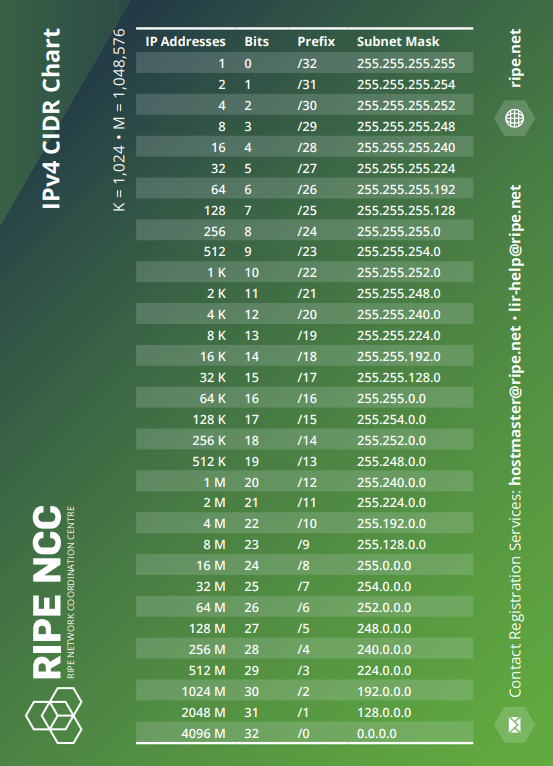 IPv4 CIDR Chart
K = 1,024 • M = 1,048,576
IP Addresses Bits Prefix Subnet Mask
1 0 /32 255.255.255.255
2 1 /31 255.255.255.254
4 2 /30 255.255.255.252
8 3 /29 255.255.255.248
16 4 /28 255.255.255.240
32 5 /27 255.255.255.224
64 6 /26 255.255.255.192
128 7 /25 255.255.255.128
256 8 /24 255.255.255.0
512 9 /23 255.255.254.0
1 K 10 /22 255.255.252.0
2 K 11 /21 255.255.248.0
4 K 12 /20 255.255.240.0
8 K 13 /19 255.255.224.0
16 K 14 /18 255.255.192.0
32 K 15 /17 255.255.128.0
64 K 16 /16 255.255.0.0
128 K 17 /15 255.254.0.0
256 K 18 /14 255.252.0.0
512 K 19 /13 255.248.0.0
1 M 20 /12 255.240.0.0
2 M 21 /11 255.224.0.0
4 M 22 /10 255.192.0.0
8 M 23 /9 255.128.0.0
16 M 24 /8 255.0.0.0
32 M 25 /7 254.0.0.0
64 M 26 /6 252.0.0.0
128 M 27 /5 248.0.0.0
256 M 28 /4 240.0.0.0
512 M 29 /3 224.0.0.0
1024 M 30 /2 192.0.0.0
2048 M 31 /1 128.0.0.0
4096 M 32 /0 0.0.0.0
RIPE NCC
RIPE NETWORK COORDINATION CENTRE
Contact Registration Services: hostmaster@ripe.net • lir-help@ripe.net
ripe.net